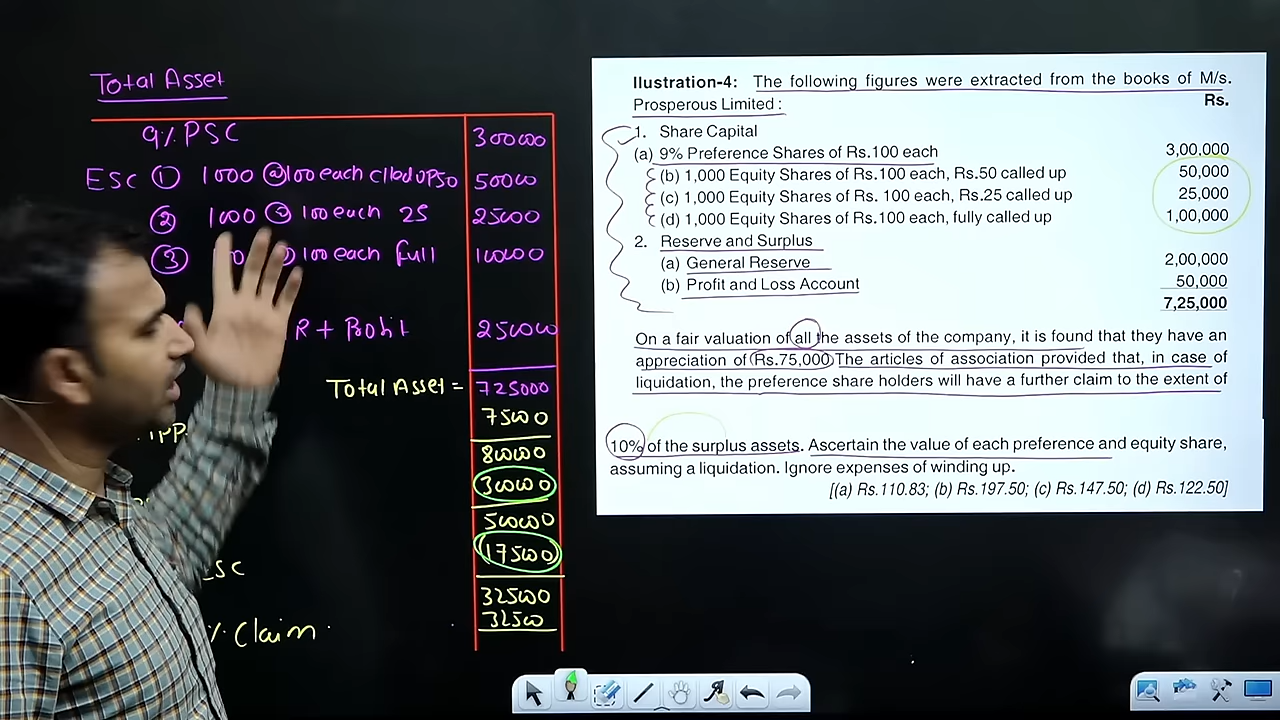 Total Asset
9% PSC 300000
ESC ① 1000 @ 100 each clled up 50 50000
② 1000 @ 100 each 25 25000
③ 100 each full 100000
R + Profit 250000
Total Asset = 725000
75000
800000
300000
500000
175000
ESC
325000
% Claim 32500
Ilustration-4: The following figures were extracted from the books of M/s.
Prosperous Limited :
Rs.
1. Share Capital
(a) 9% Preference Shares of Rs.100 each 3,00,000
(b) 1,000 Equity Shares of Rs.100 each, Rs.50 called up 50,000
(c) 1,000 Equity Shares of Rs. 100 each, Rs.25 called up 25,000
(d) 1,000 Equity Shares of Rs.100 each, fully called up 1,00,000
2. Reserve and Surplus
(a) General Reserve 2,00,000
(b) Profit and Loss Account 50,000
7,25,000
On a fair valuation of all the assets of the company, it is found that they have an
appreciation of Rs.75,000 The articles of association provided that, in case of
liquidation, the preference share holders will have a further claim to the extent of
10% of the surplus assets. Ascertain the value of each preference and equity share,
assuming a liquidation. Ignore expenses of winding up.
[(a) Rs.110.83; (b) Rs.197.50; (c) Rs.147.50; (d) Rs.122.50]